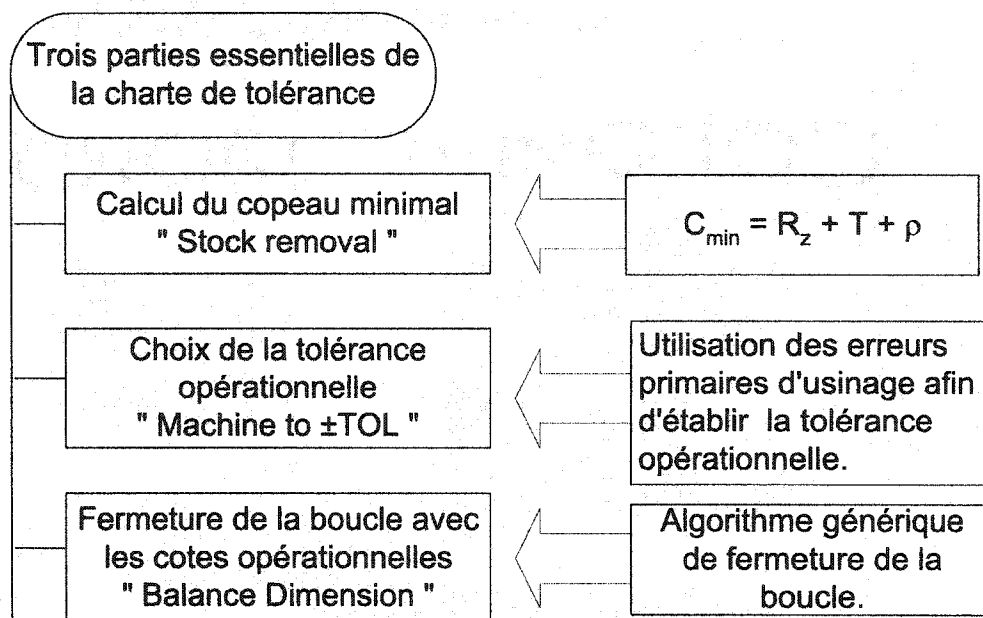 Trois parties essentielles de
la charte de tolérance
Calcul du copeau minimal
" Stock removal "
C_min = R_z + T + ρ
Choix de la tolérance
opérationnelle
" Machine to ±TOL "
Utilisation des erreurs
primaires d'usinage afin
d'établir la tolérance
opérationnelle.
Fermeture de la boucle avec
les cotes opérationnelles
" Balance Dimension "
Algorithme générique
de fermeture de la
boucle.